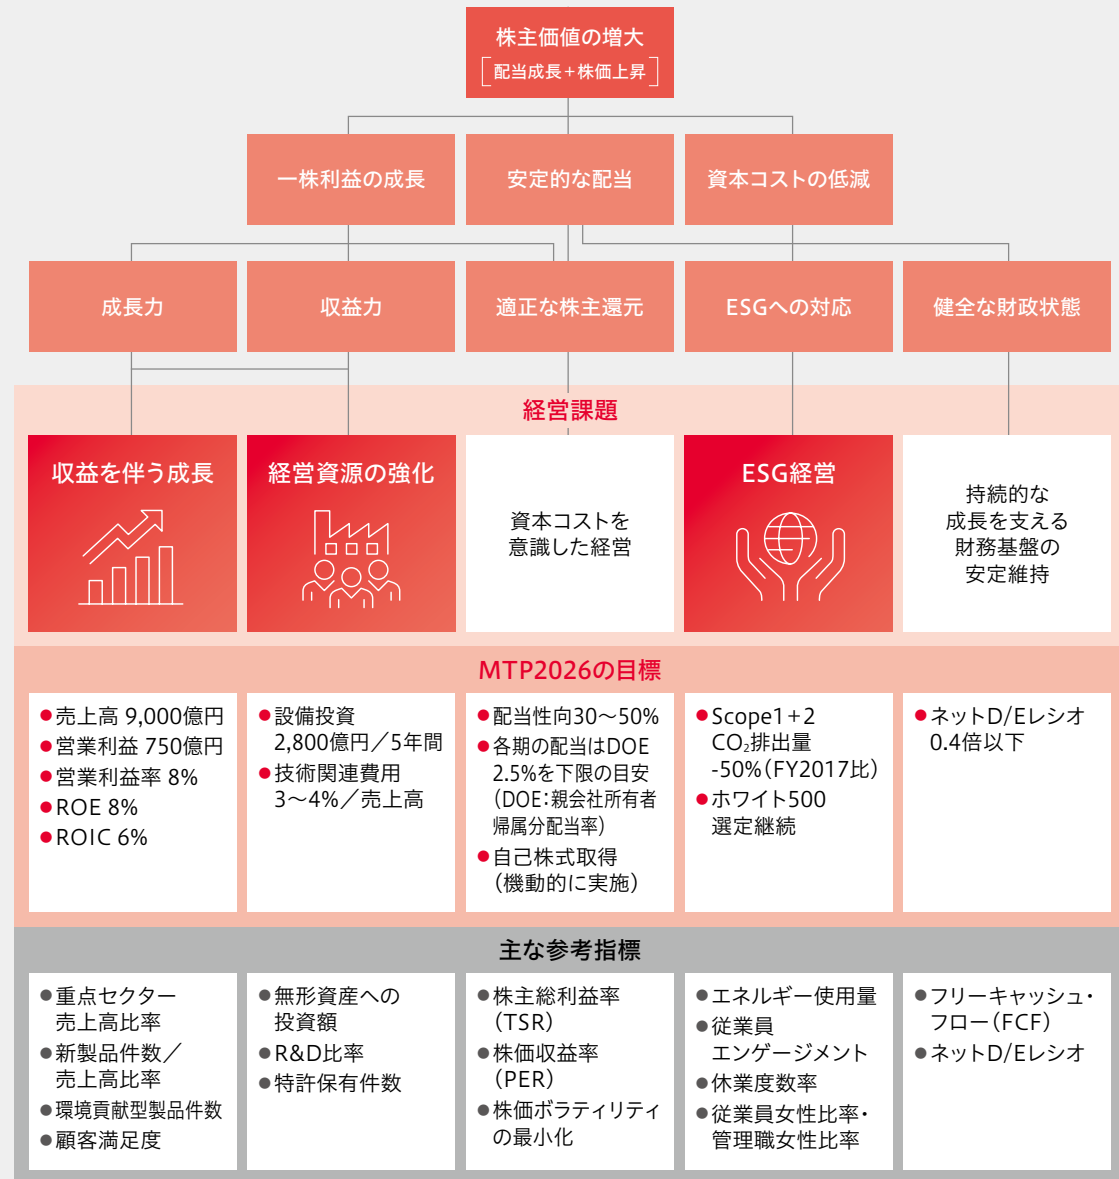 株主価値の増大
[配当成長+株価上昇]
一株利益の成長
安定的な配当
資本コストの低減
成長力
収益力
適正な株主還元
ESGへの対応
健全な財政状態
経営課題
収益を伴う成長
経営資源の強化
資本コストを
意識した経営
ESG経営
持続的な
成長を支える
財務基盤の
安定維持
MTP2026の目標
●売上高 9,000億円
●営業利益 750億円
●営業利益率 8%
●ROE 8%
●ROIC 6%
●設備投資
2,800億円/5年間
●技術関連費用
3~4%/売上高
●配当性向30~50%
●各期の配当はDOE
2.5%を下限の目安
(DOE:親会社所有者
帰属分配当率)
●自己株式取得
(機動的に実施)
●Scope1+2
CO₂排出量
-50%(FY2017比)
●ホワイト500
選定継続
●ネットD/Eレシオ
0.4倍以下
主な参考指標
●重点セクター
売上高比率
●新製品件数/
売上高比率
●環境貢献型製品件数
●顧客満足度
●無形資産への
投資額
●R&D比率
●特許保有件数
●株主総利益率
(TSR)
●株価収益率
(PER)
●株価ボラティリティ
の最小化
●エネルギー使用量
●従業員
エンゲージメント
●休業度数率
●従業員女性比率・
管理職女性比率
●フリーキャッシュ・
フロー(FCF)
●ネットD/Eレシオ